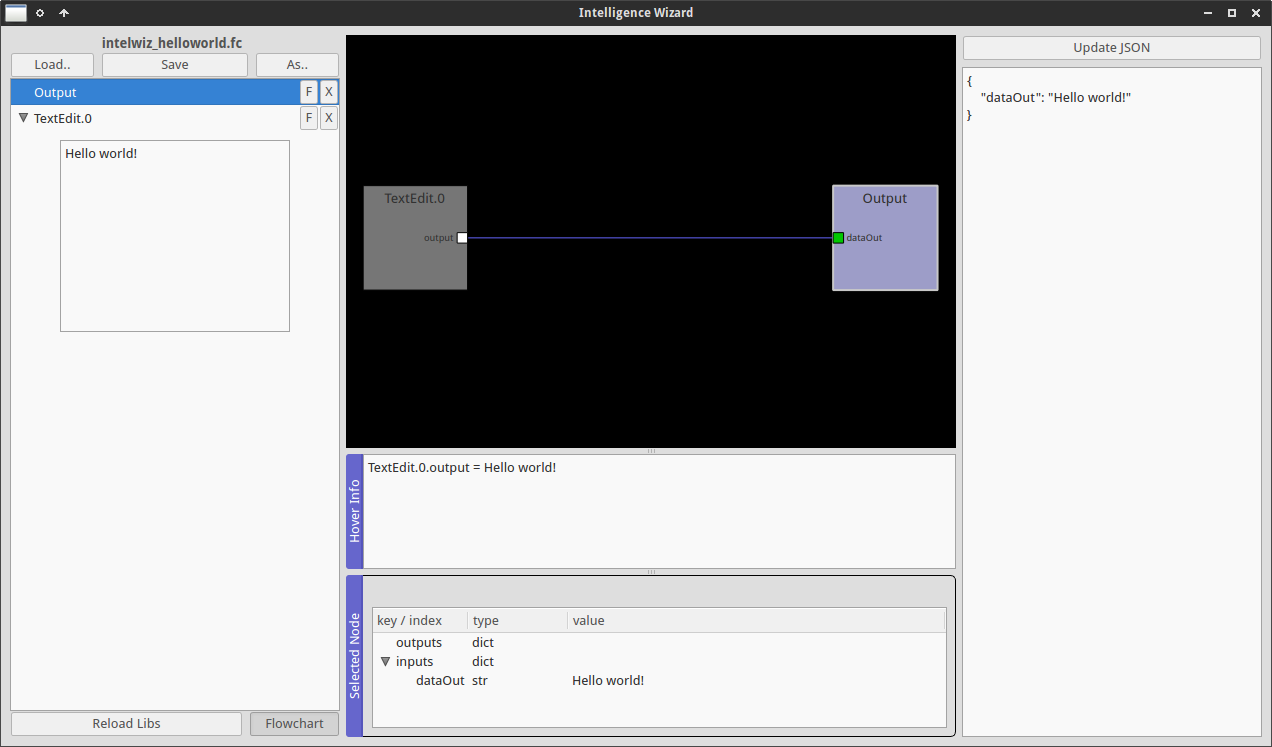 Intelligence Wizard
intelwiz_helloworld.fc
Load..
Save
As..
Output
F
X
TextEdit.0
F
X
Hello world!
Reload Libs
Flowchart
TextEdit.0
output
Output
dataOut
Hover Info
TextEdit.0.output = Hello world!
Selected Node
key / index type value
outputs dict
inputs dict
dataOut str Hello world!
Update JSON
{
"dataOut": "Hello world!"
}